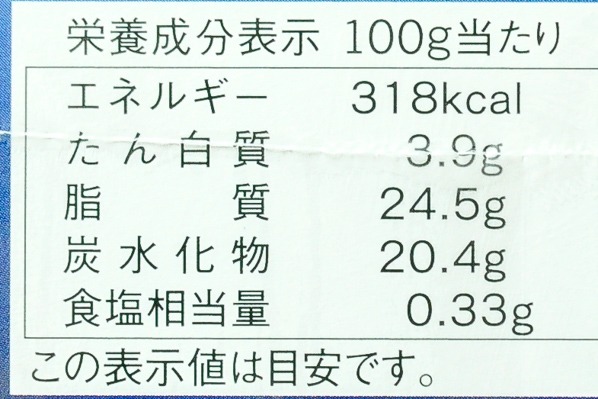 栄養成分表示 100g当たり
エネルギー 318kcal
たん白質 3.9g
脂質 24.5g
炭水化物 20.4g
食塩相当量 0.33g
この表示値は目安です。